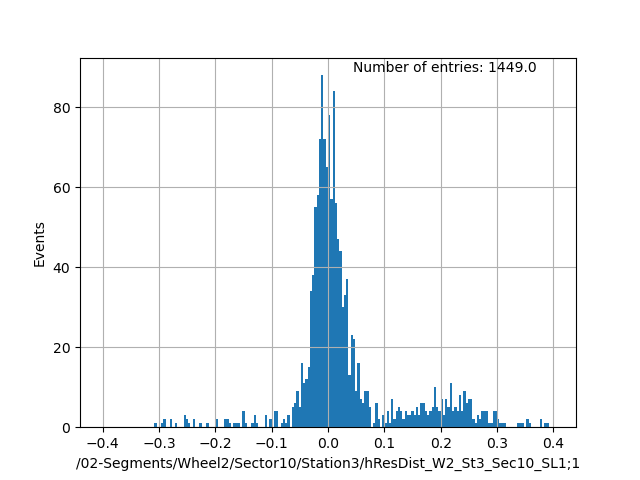 Number of entries: 1449.0
80
60
40
20
0
Events
−0.4 −0.3 −0.2 −0.1 0.0 0.1 0.2 0.3 0.4
/02-Segments/Wheel2/Sector10/Station3/hResDist_W2_St3_Sec10_SL1;1